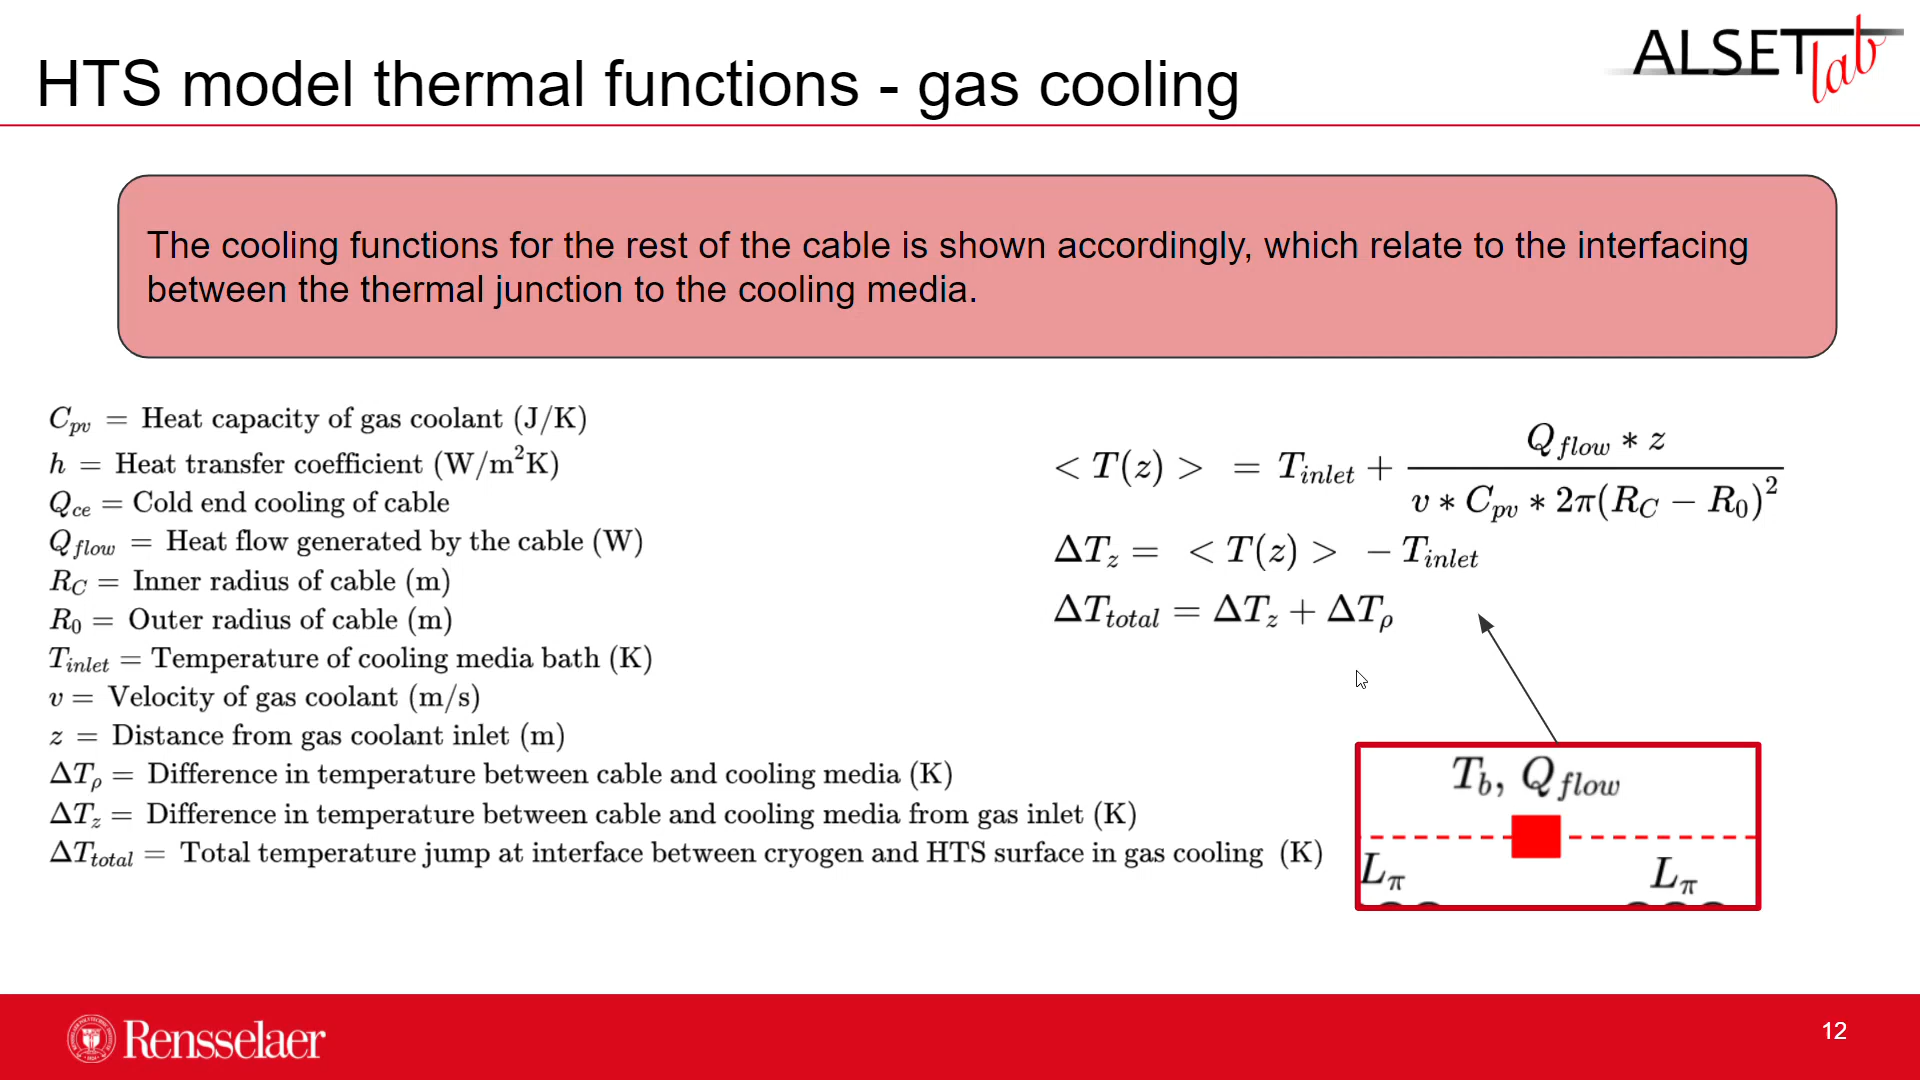 HTS model thermal functions - gas cooling
ALSET lab
The cooling functions for the rest of the cable is shown accordingly, which relate to the interfacing
between the thermal junction to the cooling media.
C_pv = Heat capacity of gas coolant (J/K)
h = Heat transfer coefficient (W/m²K)
Q_ce = Cold end cooling of cable
Q_flow = Heat flow generated by the cable (W)
R_C = Inner radius of cable (m)
R_0 = Outer radius of cable (m)
T_inlet = Temperature of cooling media bath (K)
v = Velocity of gas coolant (m/s)
z = Distance from gas coolant inlet (m)
ΔT_ρ = Difference in temperature between cable and cooling media (K)
ΔT_z = Difference in temperature between cable and cooling media from gas inlet (K)
ΔT_total = Total temperature jump at interface between cryogen and HTS surface in gas cooling (K)
< T(z) > = T_inlet + Q_flow * z / v * C_pv * 2π(R_C − R_0)²
ΔT_z = < T(z) > − T_inlet
ΔT_total = ΔT_z + ΔT_ρ
T_b, Q_flow
L_π L_π
Rensselaer
12